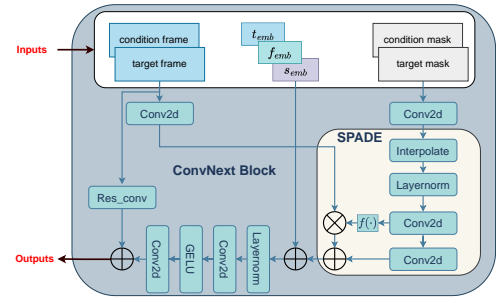 condition frame
target frame
t_emb
f_emb
s_emb
condition mask
target mask
Inputs
Conv2d
Conv2d
SPADE
Interpolate
Layernorm
ConvNext Block
Res_conv
f(·)
Conv2d
Conv2d
Conv2d
GELU
Conv2d
Layernorm
Outputs